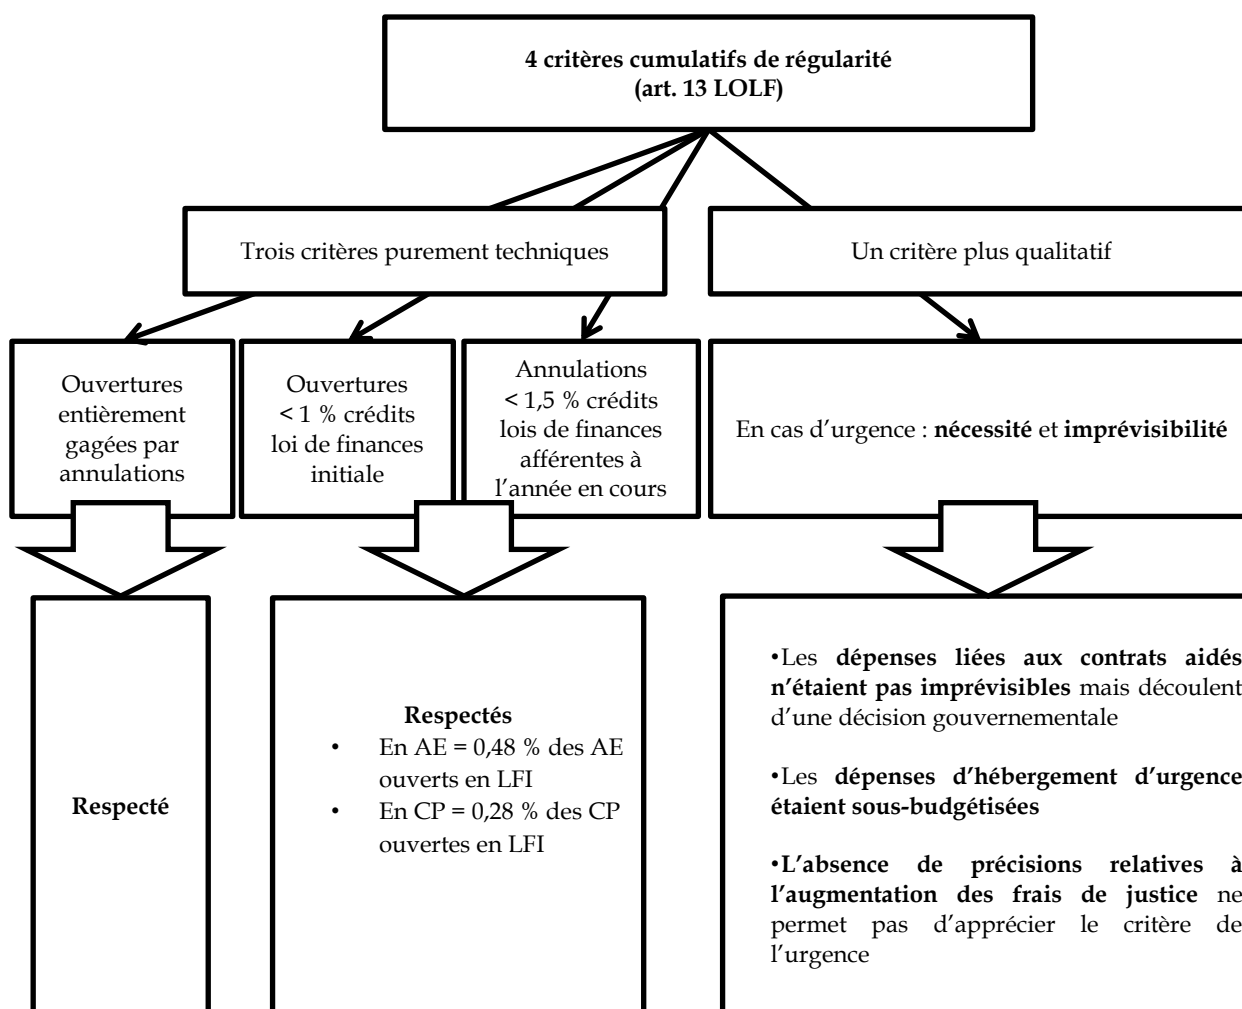 4 critères cumulatifs de régularité
(art. 13 LOLF)
Trois critères purement techniques
Un critère plus qualitatif
Ouvertures
entièrement
gagées par
annulations
Ouvertures
< 1 % crédits
loi de finances
initiale
Annulations
< 1,5 % crédits
lois de finances
afférentes à
l’année en cours
En cas d’urgence : nécessité et imprévisibilité
Respecté
Respectés
• En AE = 0,48 % des AE
ouverts en LFI
• En CP = 0,28 % des CP
ouvertes en LFI
•Les dépenses liées aux contrats aidés
n’étaient pas imprévisibles mais découlent
d’une décision gouvernementale
•Les dépenses d’hébergement d’urgence
étaient sous-budgétisées
•L’absence de précisions relatives à
l’augmentation des frais de justice ne
permet pas d’apprécier le critère de
l’urgence